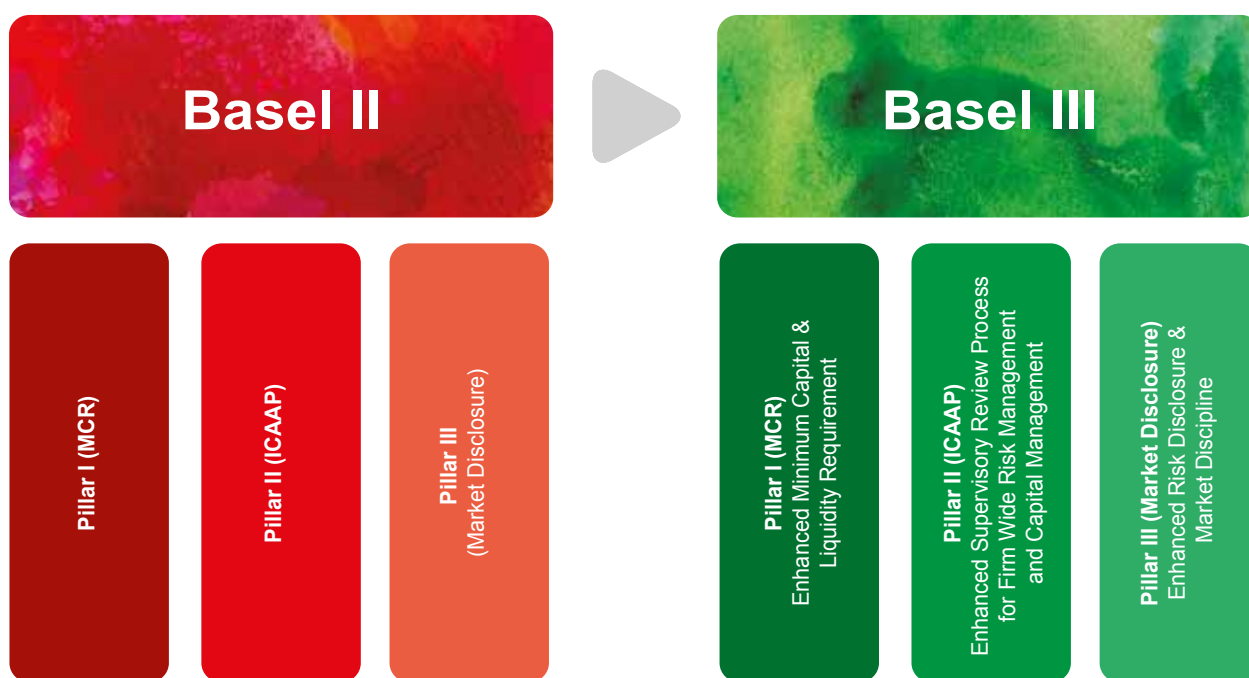 Basel II
Basel III
Pillar I (MCR)
Pillar II (ICAAP)
Pillar III
(Market Disclosure)
Pillar I (MCR)
Enhanced Minimum Capital &
Liquidity Requirement
Pillar II (ICAAP)
Enhanced Supervisory Review Process
for Firm Wide Risk Management
and Capital Management
Pillar III (Market Disclosure)
Enhanced Risk Disclosure &
Market Discipline